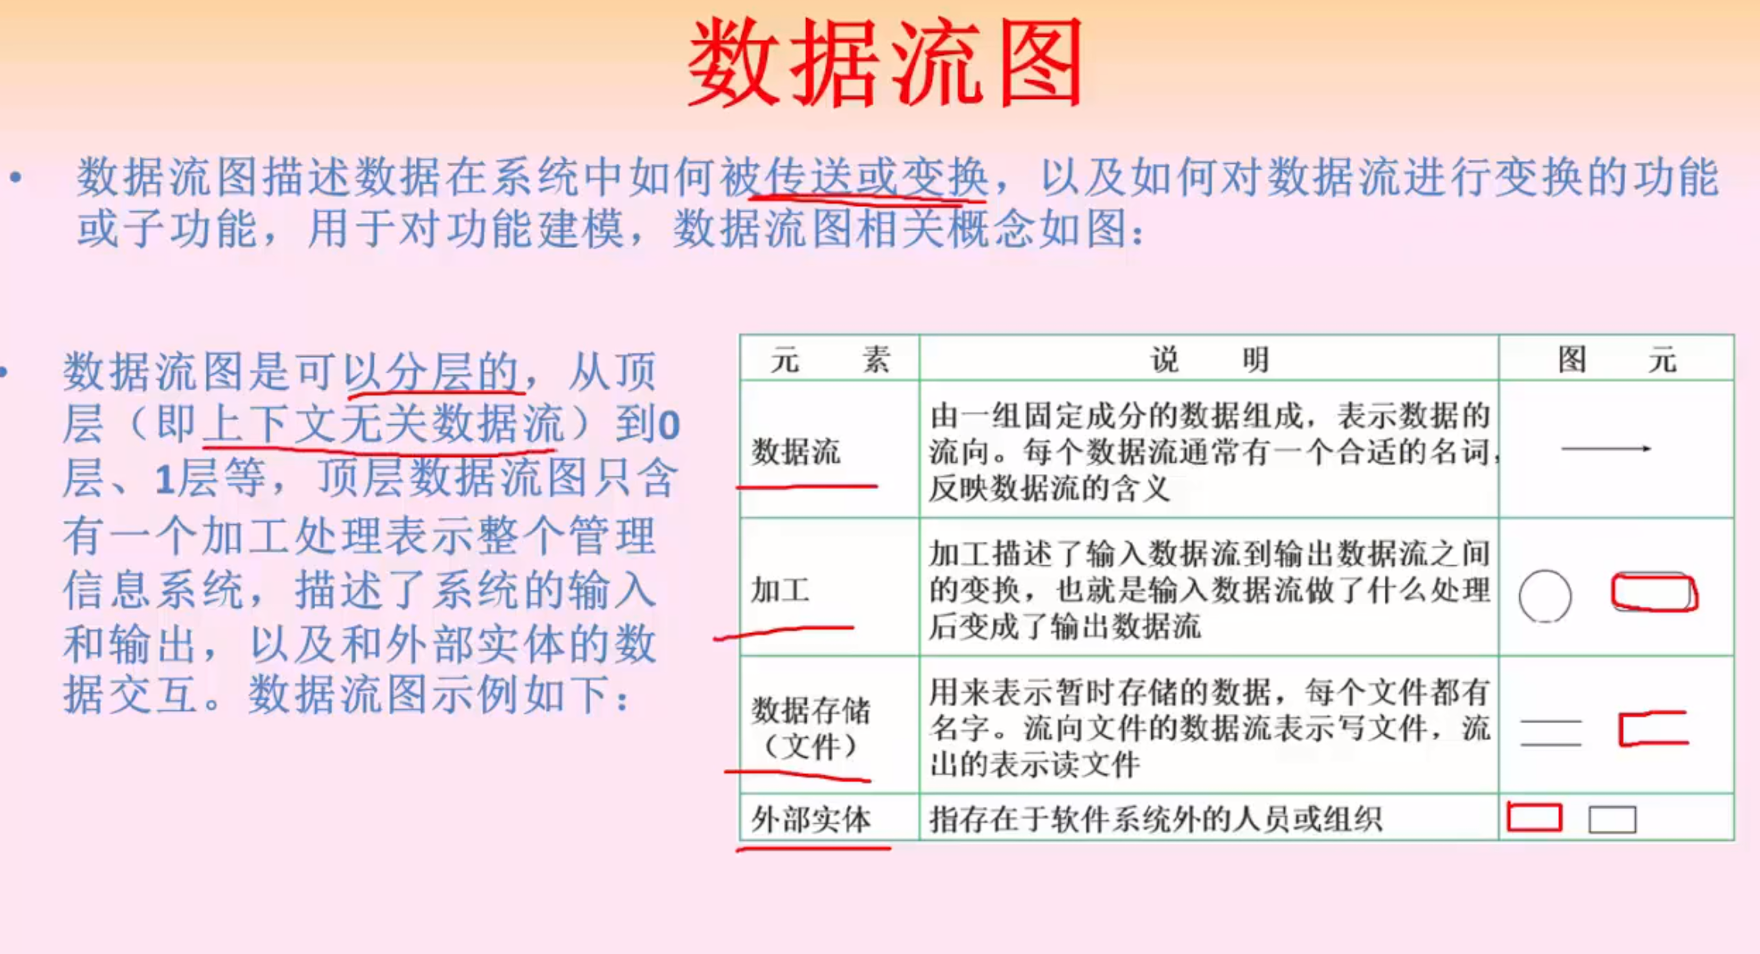 数据流图
• 数据流图描述数据在系统中如何被传送或变换，以及如何对数据流进行变换的功能
或子功能，用于对功能建模，数据流图相关概念如图：
• 数据流图是可以分层的，从顶
层（即上下文无关数据流）到0
层、1层等，顶层数据流图只含
有一个加工处理表示整个管理
信息系统，描述了系统的输入
和输出，以及和外部实体的数
据交互。数据流图示例如下：
元 素 说 明 图 元
数据流
由一组固定成分的数据组成，表示数据的
流向。每个数据流通常有一个合适的名词，
反映数据流的含义
加工
加工描述了输入数据流到输出数据流之间
的变换，也就是输入数据流做了什么处理
后变成了输出数据流
数据存储
（文件）
用来表示暂时存储的数据，每个文件都有
名字。流向文件的数据流表示写文件，流
出的表示读文件
外部实体
指存在于软件系统外的人员或组织